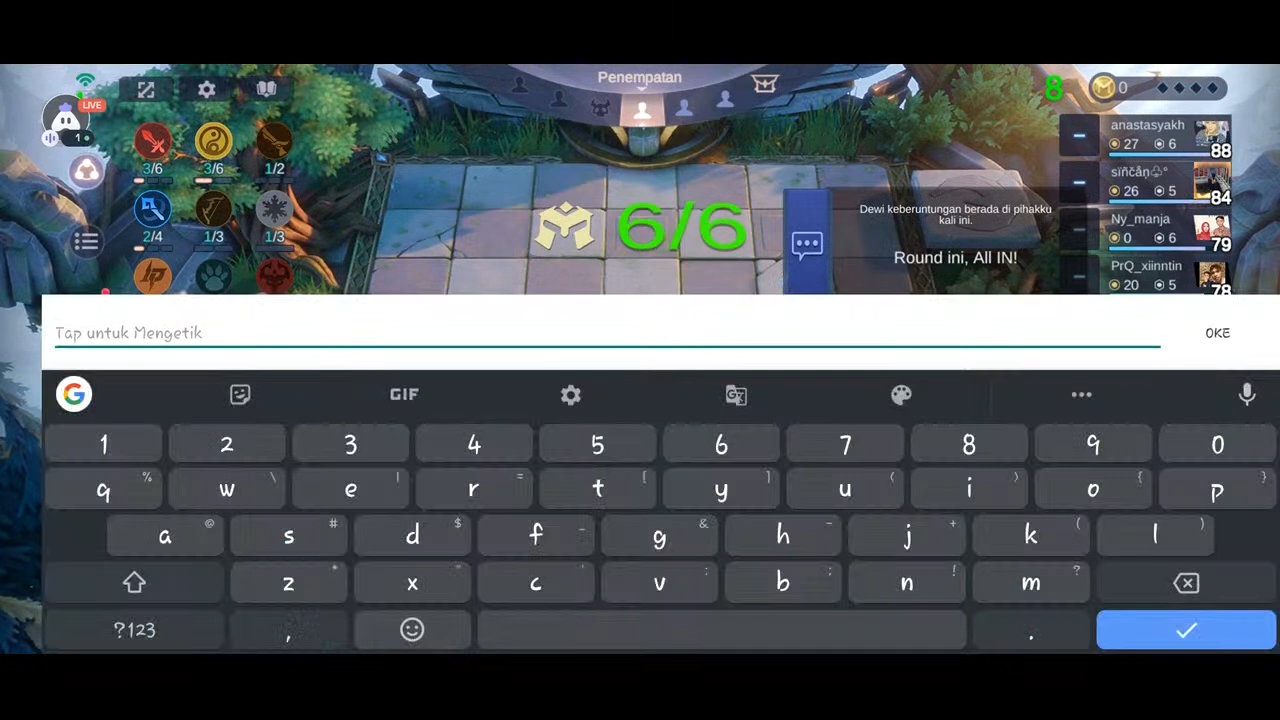 Penempatan
8
0
LIVE
1
3/6
3/6
1/2
2/4
1/3
1/3
6/6
Dewi keberuntungan berada di pihakku
kali ini.
Round ini, All IN!
anastasyakh
27 6
88
sïñčåņ♧°
26 5
84
Ny_manja
0 6
79
PrQ_xiinntin
20 5
78
Tap untuk Mengetik
OKE
G
GIF
1 2 3 4 5 6 7 8 9 0
q % w \ e | r = t [ y ] u ( i ) o { p }
a @ s # d $ f _ g & h - j + k ( l )
z * x " c ' v : b ; n ! m ?
?123 , .